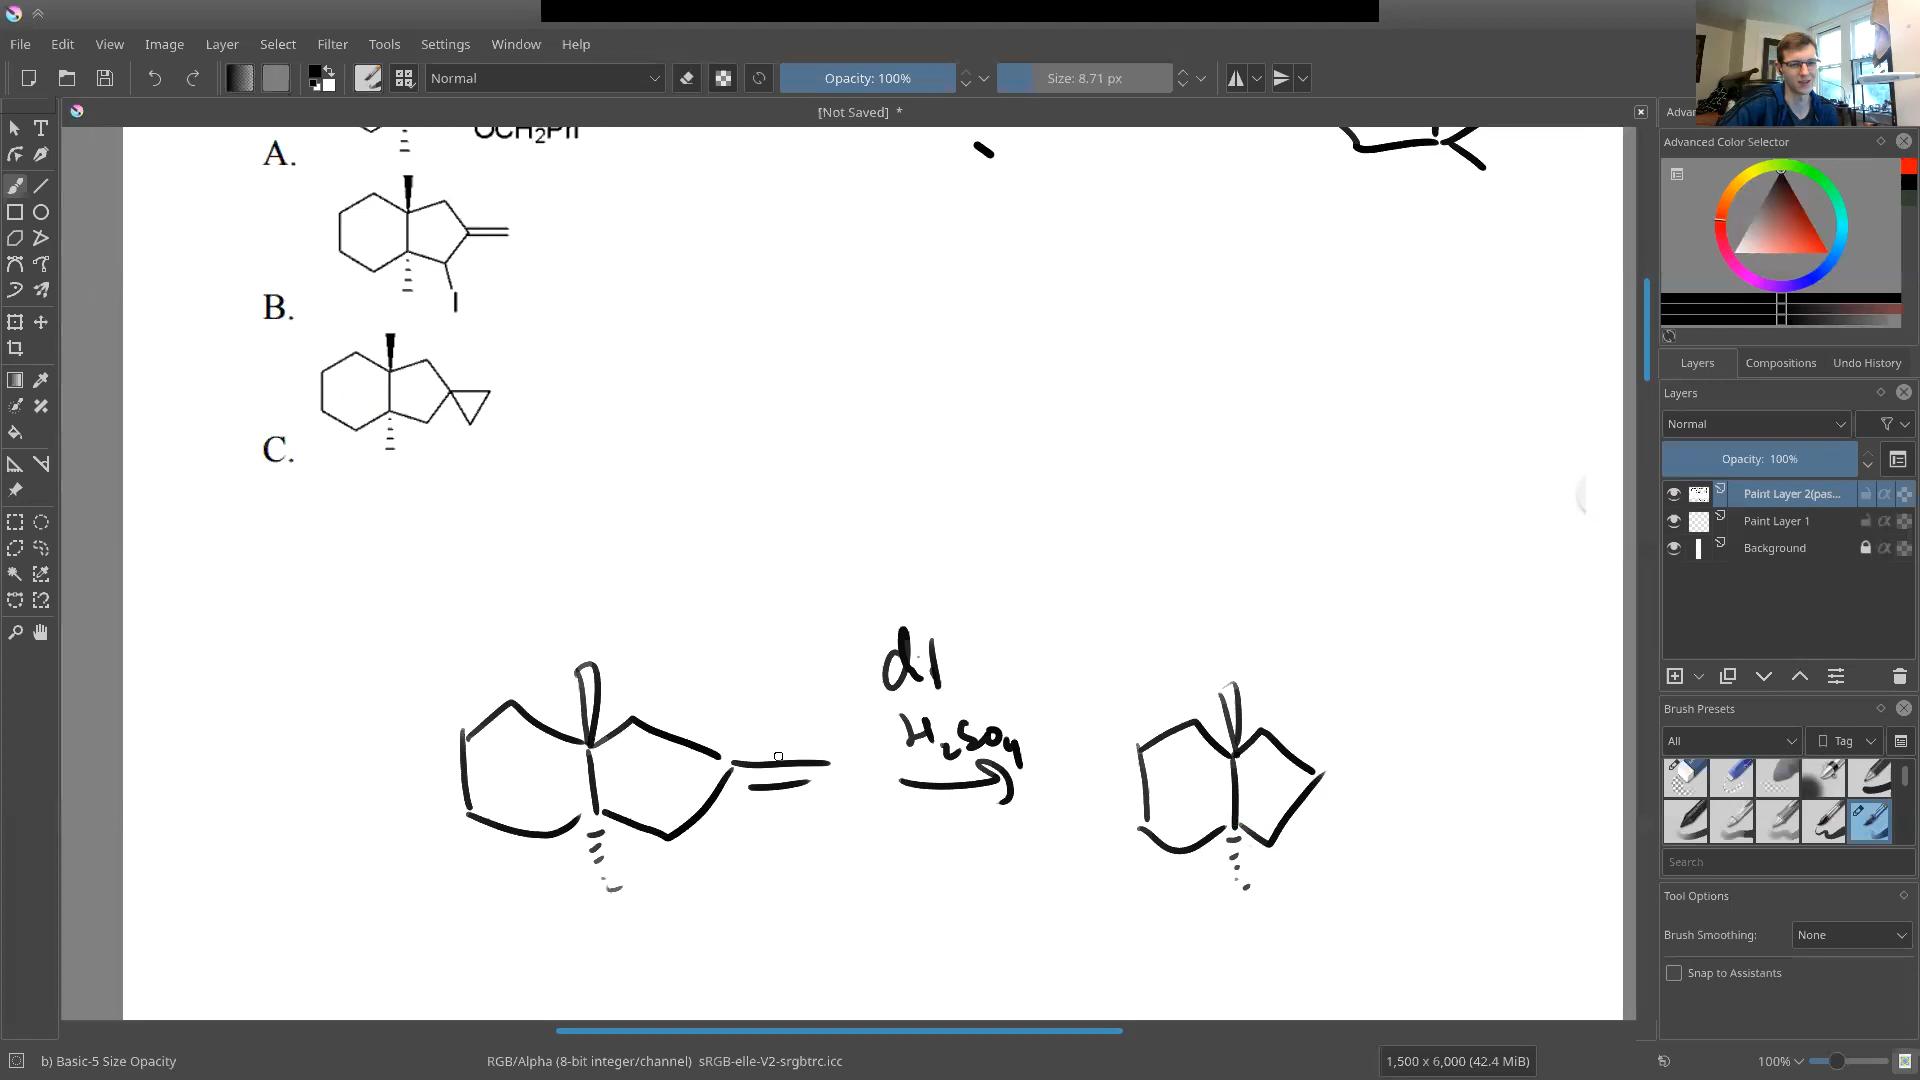 File Edit View Image Layer Select Filter Tools Settings Window Help
Normal
Opacity: 100%
Size: 8.71 px
[Not Saved] *
A.
OCH2Ph
B.
I
C.
dil
H2SO4
Advanced Color Selector
Layers Compositions Undo History
Layers
Normal
Opacity: 100%
Paint Layer 2(pas...
Paint Layer 1
Background
Brush Presets
All
Tag
Search
Tool Options
Brush Smoothing: None
Snap to Assistants
b) Basic-5 Size Opacity
RGB/Alpha (8-bit integer/channel) sRGB-elle-V2-srgbtrc.icc
1,500 x 6,000 (42.4 MiB)
100%